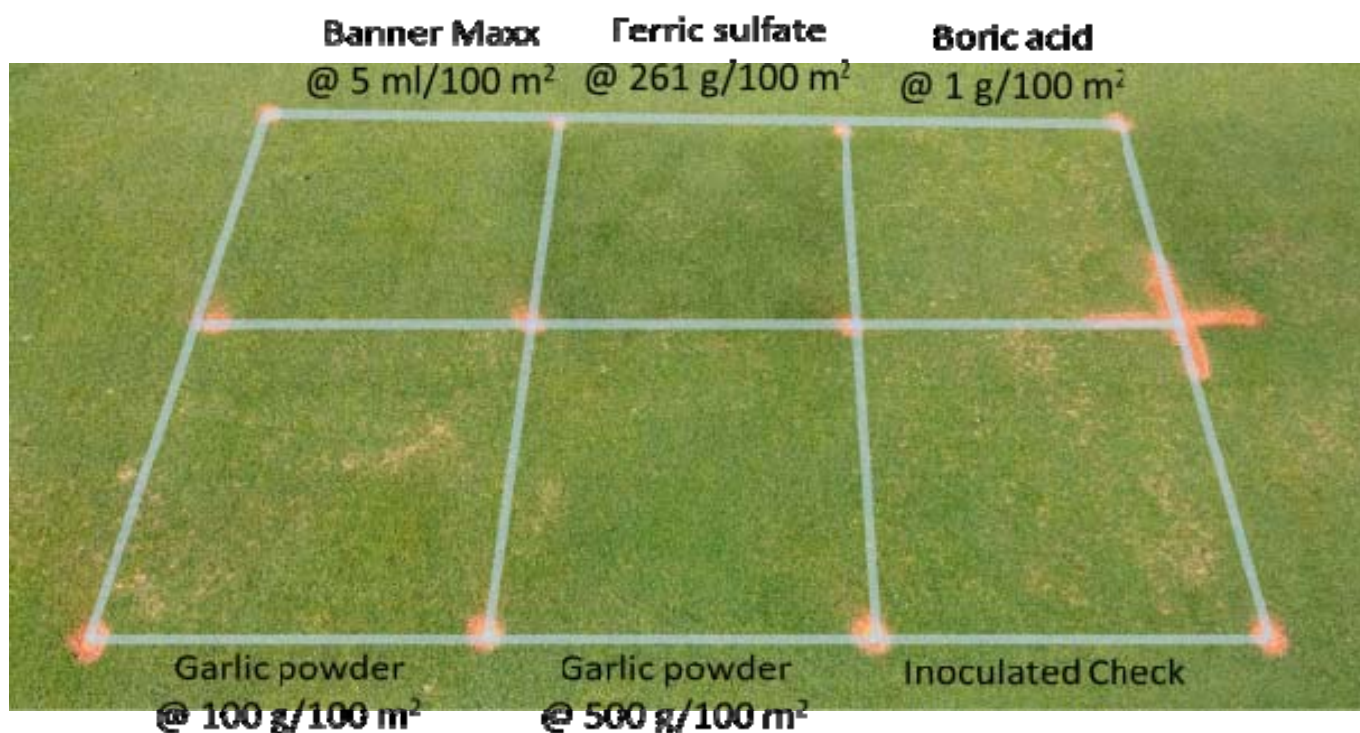 Banner Maxx Ferric sulfate Boric acid
@ 5 ml/100 m² @ 261 g/100 m² @ 1 g/100 m²
Garlic powder Garlic powder Inoculated Check
@ 100 g/100 m² @ 500 g/100 m²